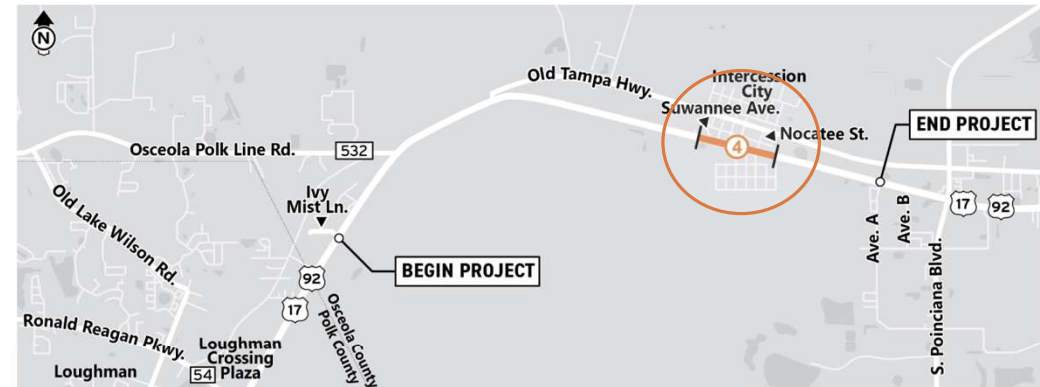 N
Old Tampa Hwy.
Intercession
City
Suwannee Ave.
Nocatee St.
4
END PROJECT
Osceola Polk Line Rd.
532
Ivy
Mist Ln.
Old Lake Wilson Rd.
BEGIN PROJECT
92
17
Osceola County
Polk County
Ronald Reagan Pkwy.
Loughman
Crossing
Plaza
54
Loughman
Ave. A
Ave. B
S. Poinciana Blvd.
17
92